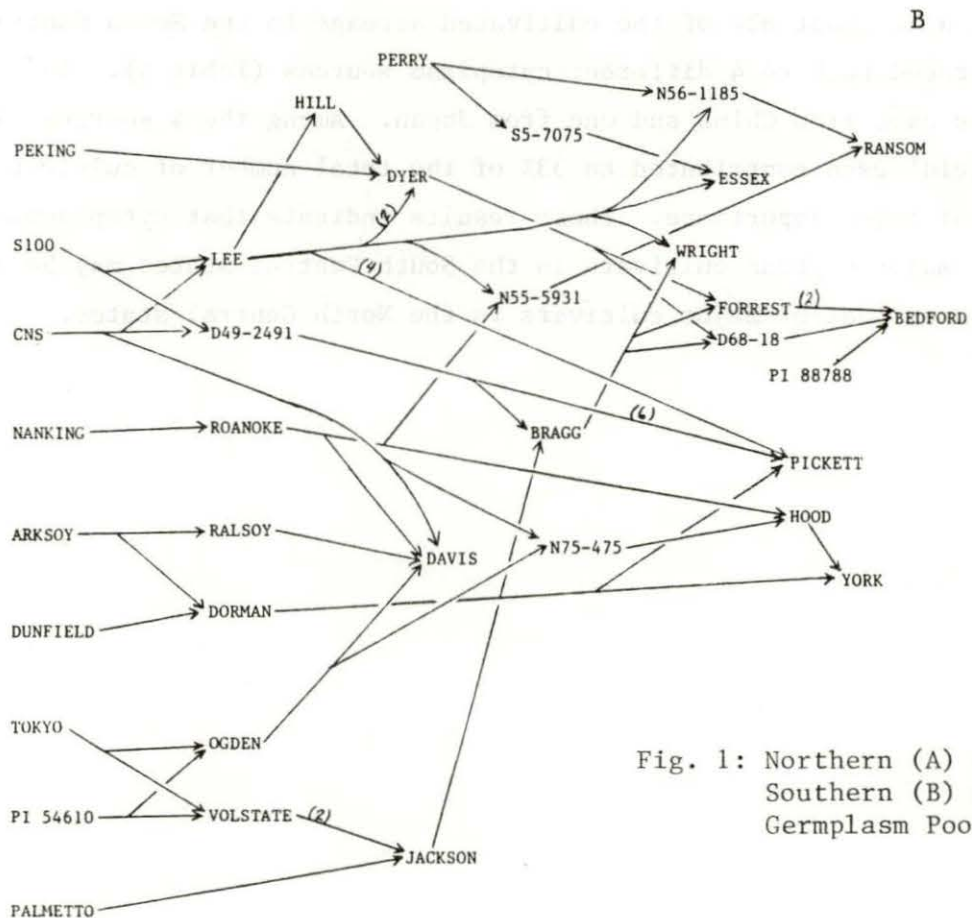 B
PERRY
N56-1185
HILL
S5-7075
RANSOM
PEKING
DYER
ESSEX
(4)
S100
LEE
WRIGHT
(4)
N55-5931
FORREST (2)
BEDFORD
CNS
D49-2491
D68-18
PI 88788
(6)
NANKING
ROANOKE
BRAGG
PICKETT
HOOD
ARKSOY
RALSOY
DAVIS
N75-475
YORK
DORMAN
DUNFIELD
TOKYO
OGDEN
Fig. 1: Northern (A)
Southern (B)
Germplasm Poo
PI 54610
VOLSTATE (2)
JACKSON
PALMETTO